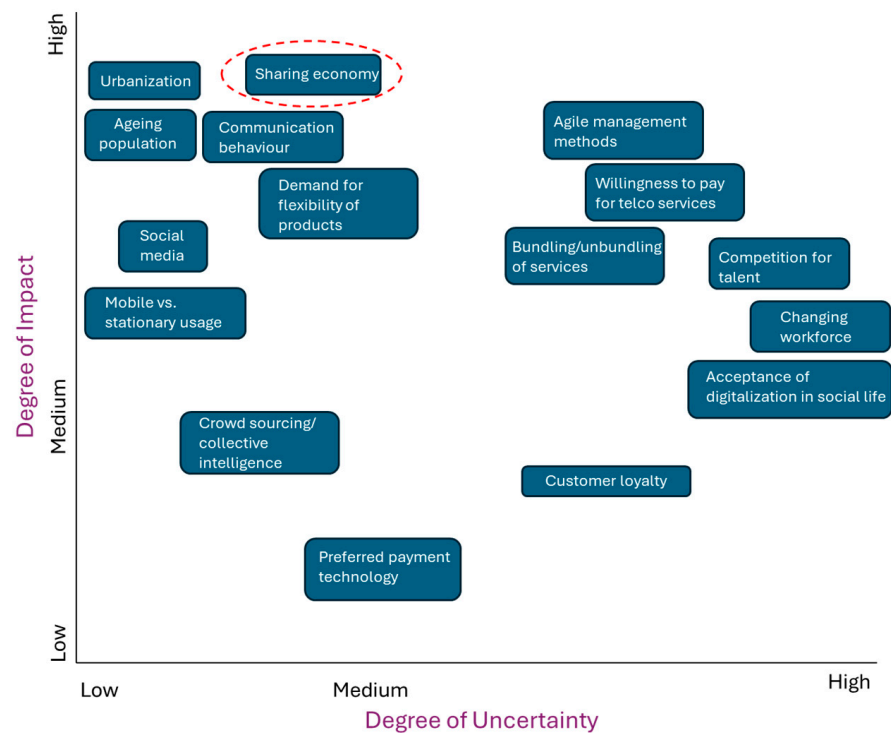 High
Sharing economy
Urbanization
Ageing
population
Communication
behaviour
Agile management
methods
Demand for
flexibility of
products
Willingness to pay
for telco services
Social
media
Bundling/unbundling
of services
Competition for
talent
Mobile vs.
stationary usage
Changing
workforce
Degree of Impact
Medium
Acceptance of
digitalization in social life
Crowd sourcing/
collective
intelligence
Customer loyalty
Preferred payment
technology
Low
Low
Medium
High
Degree of Uncertainty